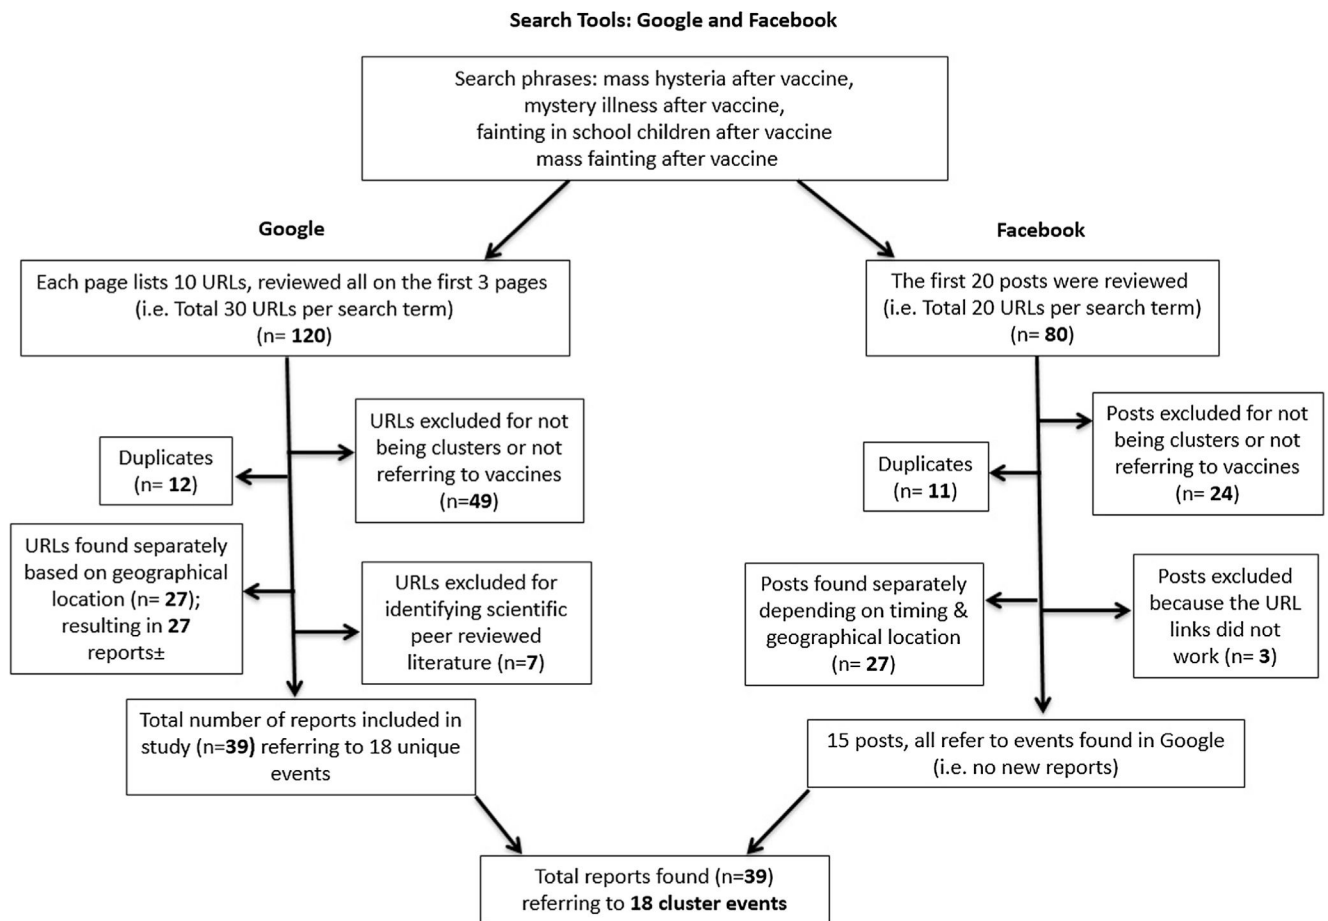 Search Tools: Google and Facebook
Search phrases: mass hysteria after vaccine,
mystery illness after vaccine,
fainting in school children after vaccine
mass fainting after vaccine
Google
Each page lists 10 URLs, reviewed all on the first 3 pages
(i.e. Total 30 URLs per search term)
(n= 120)
URLs excluded for not
being clusters or not
referring to vaccines
(n=49)
Duplicates
(n= 12)
URLs found separately
based on geographical
location (n= 27);
resulting in 27
reports±
URLs excluded for
identifying scientific
peer reviewed
literature (n=7)
Total number of reports included in
study (n=39) referring to 18 unique
events
Facebook
The first 20 posts were reviewed
(i.e. Total 20 URLs per search term)
(n= 80)
Posts excluded for not
being clusters or not
referring to vaccines
(n= 24)
Duplicates
(n= 11)
Posts found separately
depending on timing &
geographical location
(n= 27)
Posts excluded
because the URL
links did not
work (n= 3)
15 posts, all refer to events found in Google
(i.e. no new reports)
Total reports found (n=39)
referring to 18 cluster events